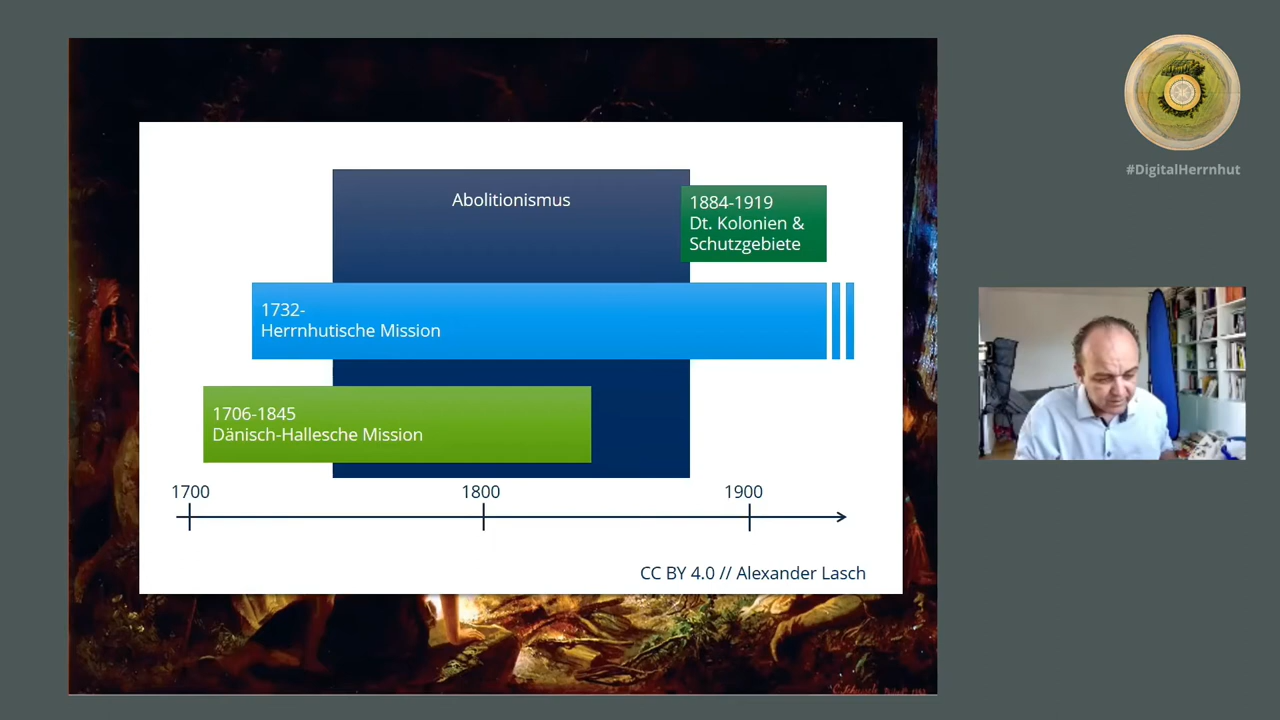 #DigitalHerrnhut
Abolitionismus
1884-1919
Dt. Kolonien &
Schutzgebiete
1732-
Herrnhutische Mission
1706-1845
Dänisch-Hallesche Mission
1700
1800
1900
CC BY 4.0 // Alexander Lasch